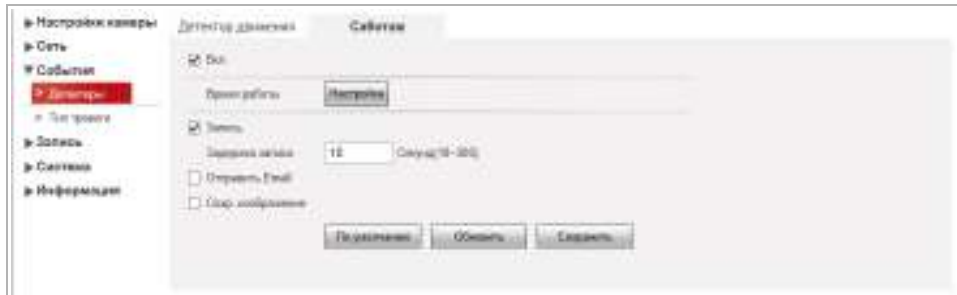 Настройки камеры
Сеть
События
Детекторы
Тип тревоги
Запись
Система
Информация
Детектор движения
Саботаж
Вкл.
Время работы
Настройка
Запись
Задержка записи 10 Секунд(10~300)
Отправить Email
Сохр. изображение
По умолчанию
Обновить
Сохранить